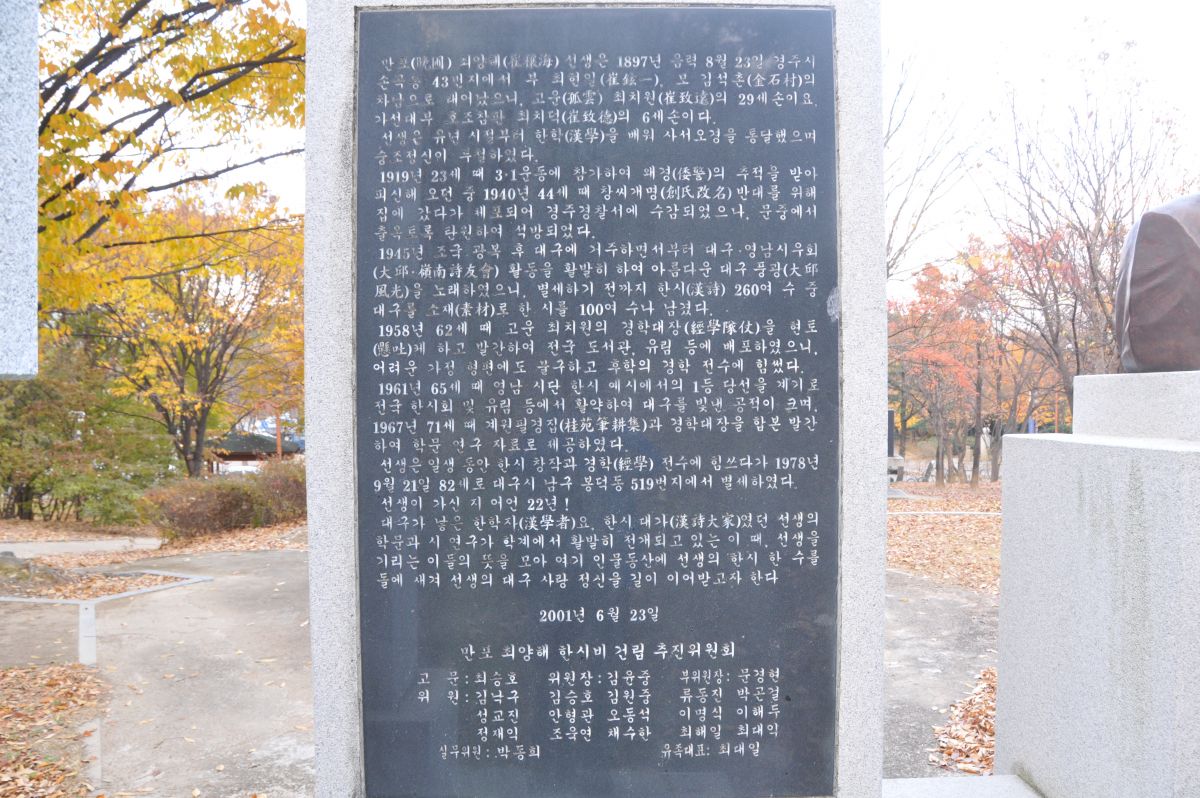 만포(晩圃) 최양해(崔穰海) 선생은 1897년 음력 8월 23일 경주시
손곡동 43번지에서 부 최현일(崔鉉一), 모 김석촌(金石村)의
차남으로 태어났으니, 고운(孤雲) 최치원(崔致遠)의 29세손이요,
가선대부 호조참판 최치덕(崔致德)의 6세손이다.
선생은 유년 시절부터 한학(漢學)을 배워 사서오경을 통달했으며
숭조정신이 투철하였다.
1919년 23세 때 3·1운동에 참가하여 왜경(倭警)의 추적을 받아
피신해 오던 중 1940년 44세 때 창씨개명(創氏改名) 반대를 위해
집에 갔다가 체포되어 경주경찰서에 수감되었으나, 문중에서
출옥토록 탄원하여 석방되었다.
1945년 조국 광복 후 대구에 거주하면서부터 대구·영남시우회
(大邱·嶺南詩友會) 활동을 활발히 하여 아름다운 대구 풍광(大邱
風光)을 노래하였으니, 별세하기 전까지 한시(漢詩) 260여 수 중
대구를 소재(素材)로 한 시를 100여 수나 남겼다.
1958년 62세 때 고운 최치원의 경학대장(經學隊仗)을 현토
(懸吐)케 하고 발간하여 전국 도서관, 유림 등에 배포하였으니,
어려운 가정 형편에도 불구하고 후학의 경학 전수에 힘썼다.
1961년 65세 때 영남 시단 한시 예시에서의 1등 당선을 계기로
전국 한시회 및 유림 등에서 활약하여 대구를 빛낸 공적이 크며,
1967년 71세 때 계원필경집(桂苑筆耕集)과 경학대장을 합본 발간
하여 학문 연구 자료로 제공하였다.
선생은 일생 동안 한시 창작과 경학(經學) 전수에 힘쓰다가 1978년
9월 21일 82세로 대구시 남구 봉덕동 519번지에서 별세하였다.
선생이 가신 지 어언 22년!
대구가 낳은 한학자(漢學者)요, 한시 대가(漢詩大家)였던 선생의
학문과 시 연구가 학계에서 활발히 전개되고 있는 이 때, 선생을
기리는 이들의 뜻을 모아 여기 인물동산에 선생의 한시 한 수를
돌에 새겨 선생의 대구 사랑 정신을 길이 이어받고자 한다
2001년 6월 23일
만포 최양해 한시비 건립 추진위원회
고 문:최승호 위원장:김윤중 부위원장: 문경현
위 원:김낙구 김승호 김원중 류동진 박곤걸
성교진 안형관 오동석 이명식 이해두
정재익 조욱연 채수한 최해일 최대익
실무위원:박동희 유족대표: 최대일